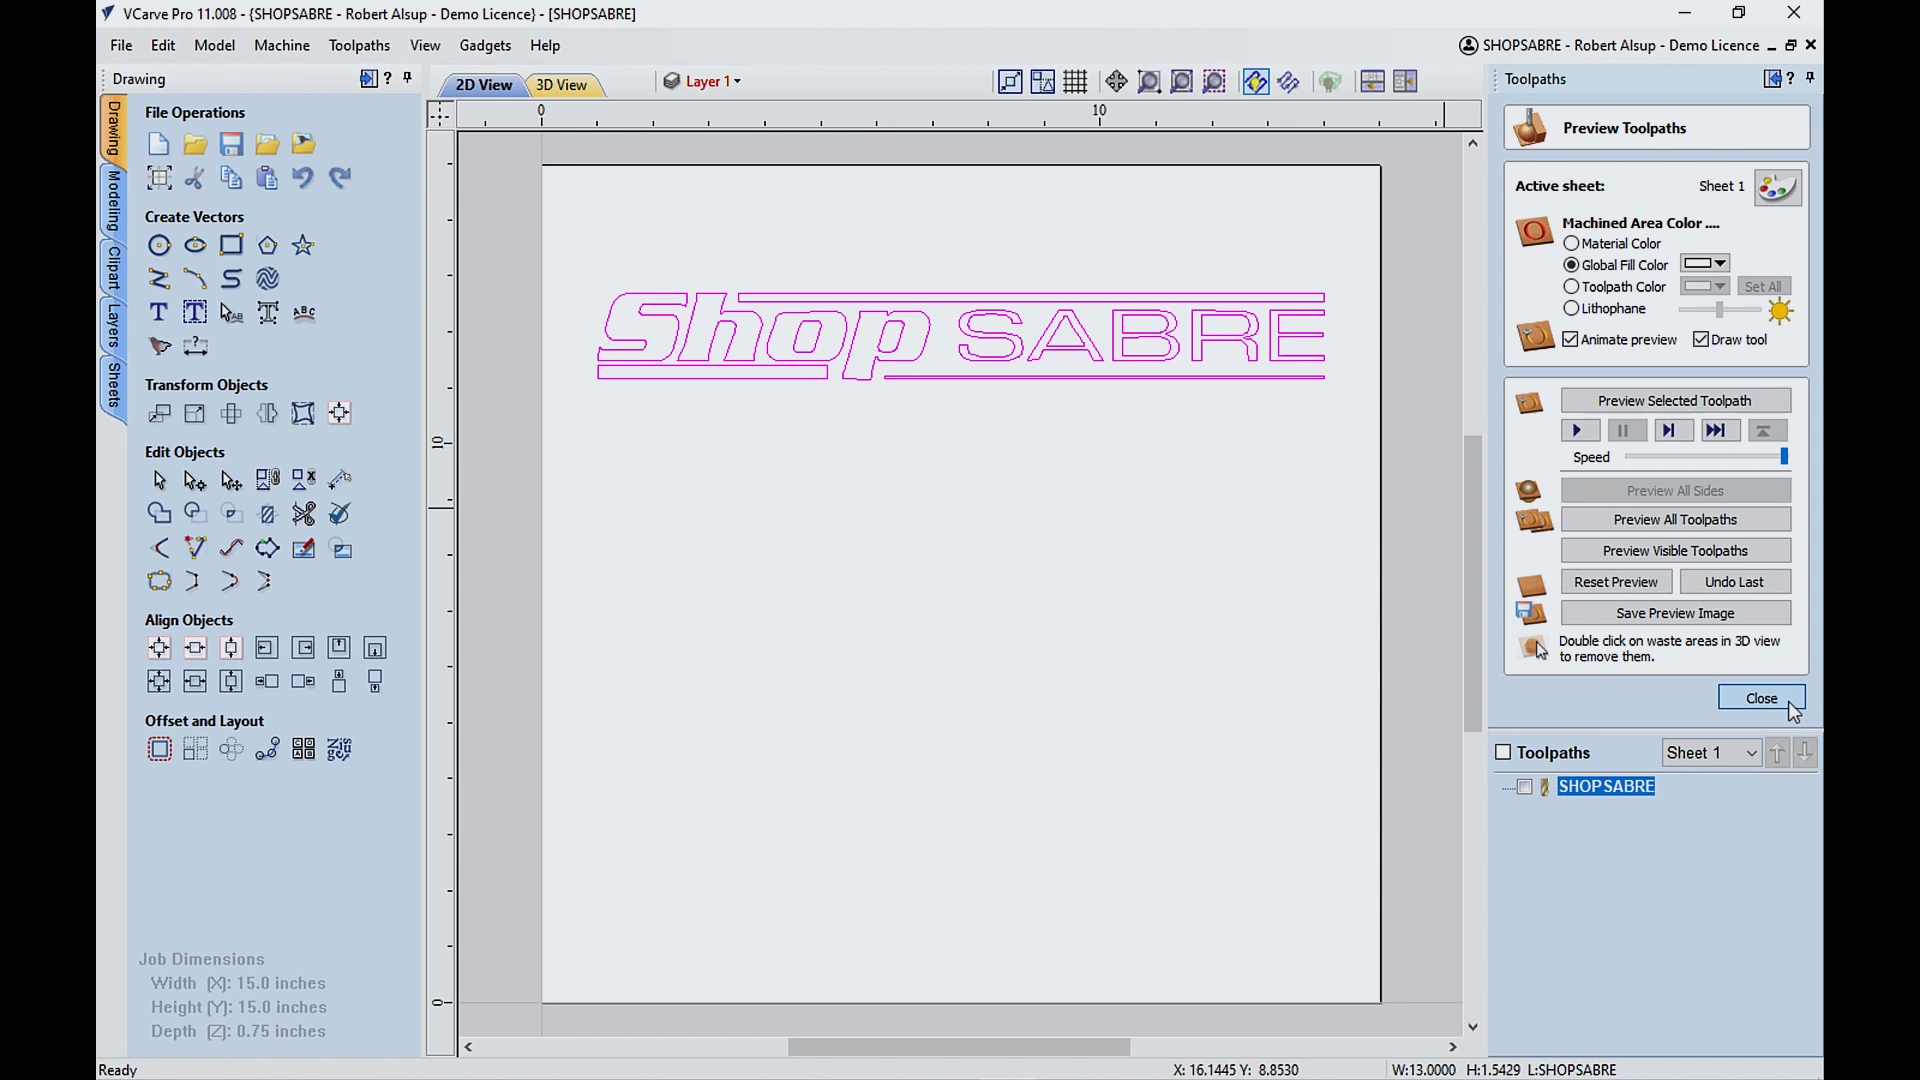 VCarve Pro 11.008 - {SHOPSABRE - Robert Alsup - Demo Licence} - [SHOPSABRE]
File Edit Model Machine Toolpaths View Gadgets Help
SHOPSABRE - Robert Alsup - Demo Licence
Drawing
?
2D View
3D View
Layer 1
Toolpaths
?
Drawing
Modeling
Clipart
Layers
Sheets
File Operations
Create Vectors
Transform Objects
Edit Objects
Align Objects
Offset and Layout
Job Dimensions
Width (X): 15.0 inches
Height (Y): 15.0 inches
Depth (Z): 0.75 inches
0
10
10
0
Shop SABRE
Preview Toolpaths
Active sheet: Sheet 1
Machined Area Color ....
Material Color
Global Fill Color
Toolpath Color
Set All
Lithophane
Animate preview
Draw tool
Preview Selected Toolpath
Speed
Preview All Sides
Preview All Toolpaths
Preview Visible Toolpaths
Reset Preview
Undo Last
Save Preview Image
Double click on waste areas in 3D view
to remove them.
Close
Toolpaths
Sheet 1
SHOPSABRE
Ready
X: 16.1445 Y: 8.8530
W:13.0000 H:1.5429 L:SHOPSABRE